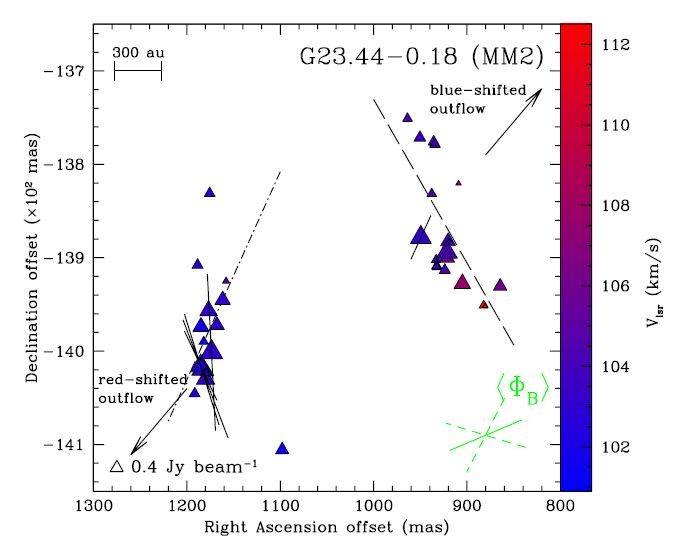 300 au
G23.44−0.18 (MM2)
blue−shifted
outflow
red−shifted
outflow
△ 0.4 Jy beam⁻¹
⟨Φ_B⟩
−137
−138
−139
−140
−141
Declination offset (×10² mas)
1300 1200 1100 1000 900 800
Right Ascension offset (mas)
112
110
108
106
104
102
V_lsr (km/s)